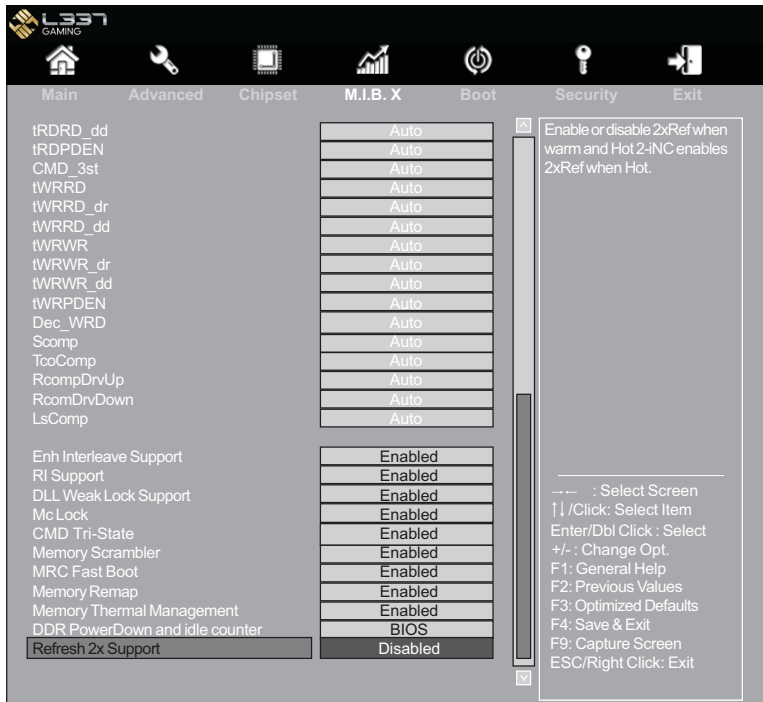 L337
GAMING
Main Advanced Chipset M.I.B. X Boot Security Exit
tRDRD_dd Auto
tRDPDEN Auto
CMD_3st Auto
tWRRD Auto
tWRRD_dr Auto
tWRRD_dd Auto
tWRWR Auto
tWRWR_dr Auto
tWRWR_dd Auto
tWRPDEN Auto
Dec_WRD Auto
Scomp Auto
TcoComp Auto
RcompDrvUp Auto
RcomDrvDown Auto
LsComp Auto
Enh Interleave Support Enabled
RI Support Enabled
DLL Weak Lock Support Enabled
Mc Lock Enabled
CMD Tri-State Enabled
Memory Scrambler Enabled
MRC Fast Boot Enabled
Memory Remap Enabled
Memory Thermal Management Enabled
DDR PowerDown and idle counter BIOS
Refresh 2x Support Disabled
Enable or disable 2xRef when
warm and Hot 2-iNC enables
2xRef when Hot.
→← : Select Screen
↑↓/Click: Select Item
Enter/Dbl Click : Select
+/- : Change Opt.
F1: General Help
F2: Previous Values
F3: Optimized Defaults
F4: Save & Exit
F9: Capture Screen
ESC/Right Click: Exit